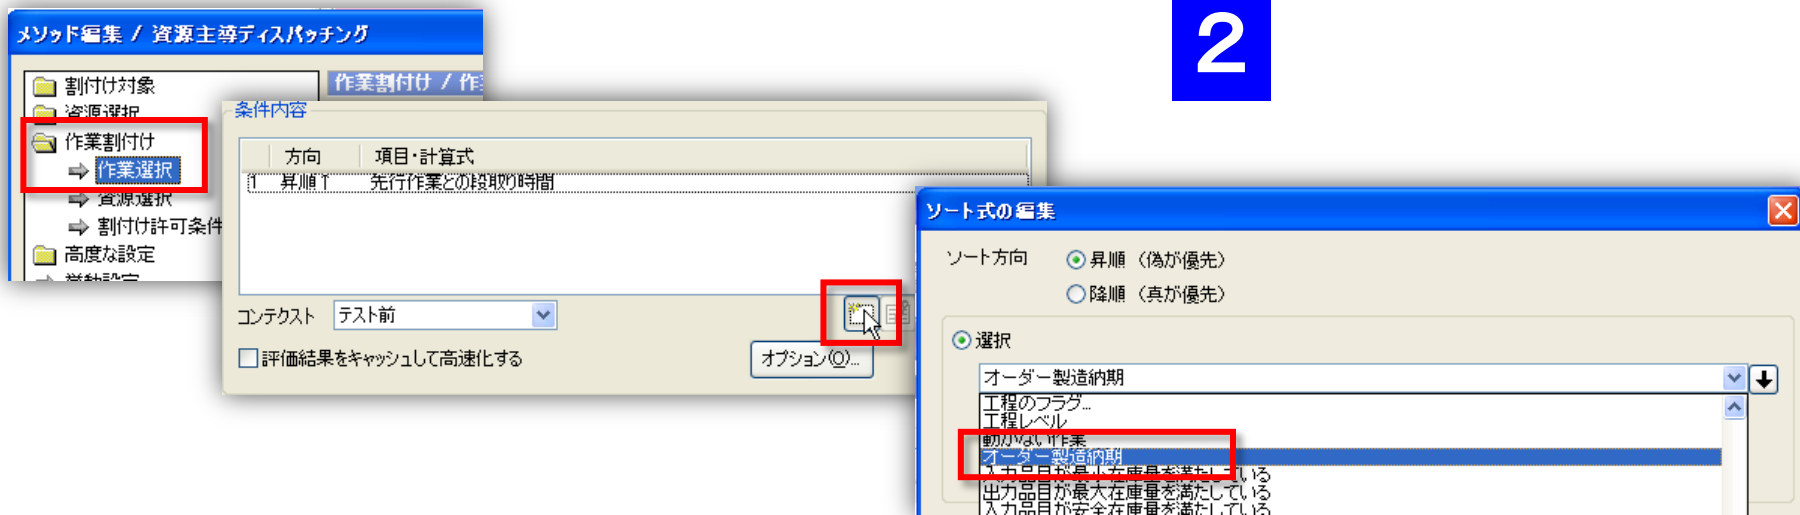 2
メソッド編集 / 資源主導ディスパッチング
割付け対象
資源選択
作業割付け
作業選択
資源選択
割付け許可条件
高度な設定
挙動設定
作業割付け / 作業
条件内容
方向 項目・計算式
1 昇順↑ 先行作業との段取り時間
コンテクスト テスト前
評価結果をキャッシュして高速化する
オプション(O)...
ソート式の編集
ソート方向 昇順 (偽が優先)
降順 (真が優先)
選択
オーダー製造納期
工程のフラグ...
工程レベル
動かない作業
オーダー製造納期
入力品目が最小在庫量を満たしている
出力品目が最大在庫量を満たしている
入力品目が安全在庫量を満たしている